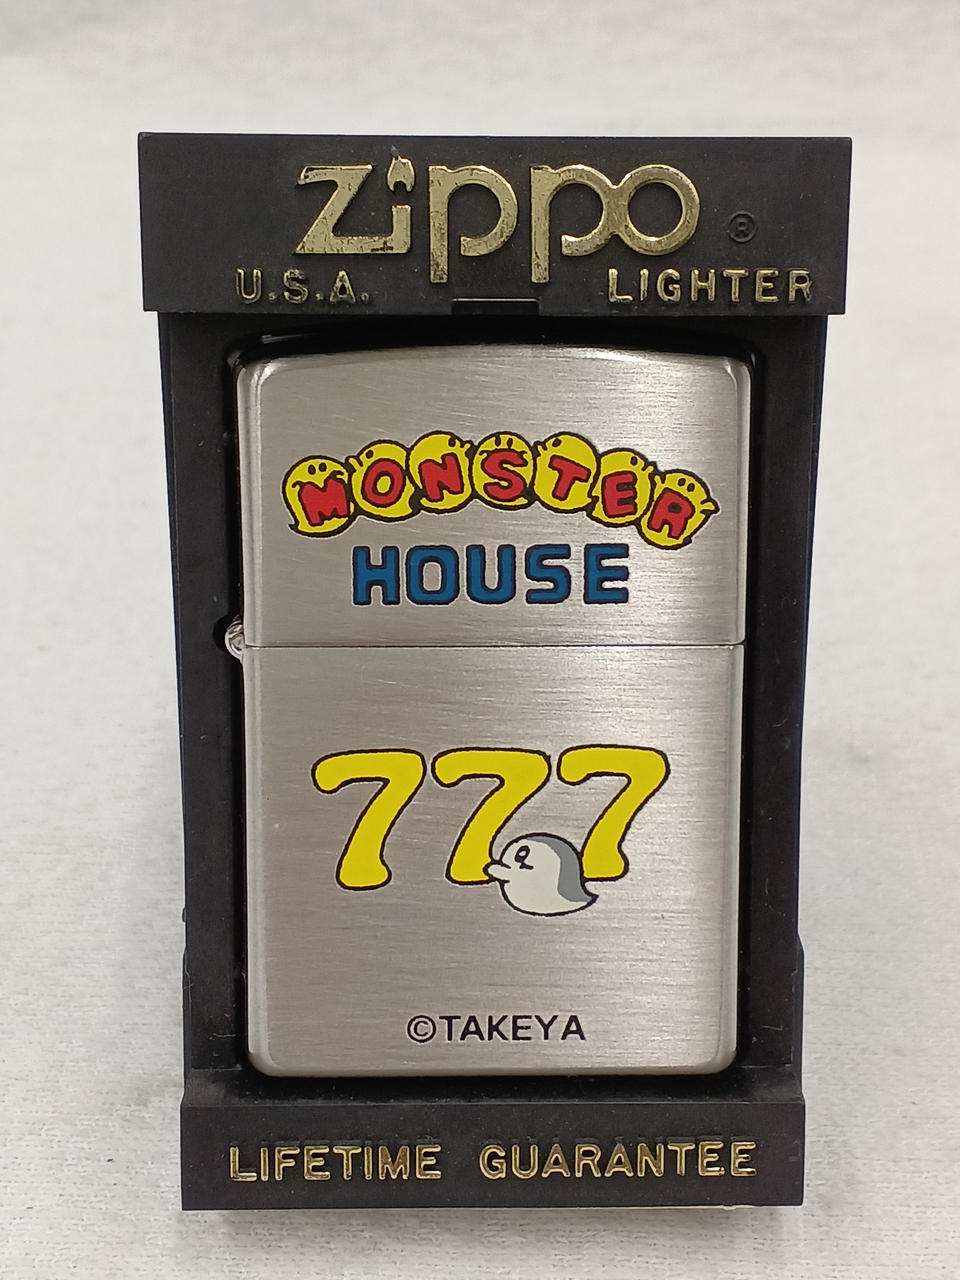 Zippo ®
U.S.A. LIGHTER
MONSTER
HOUSE
777
©TAKEYA
LIFETIME GUARANTEE